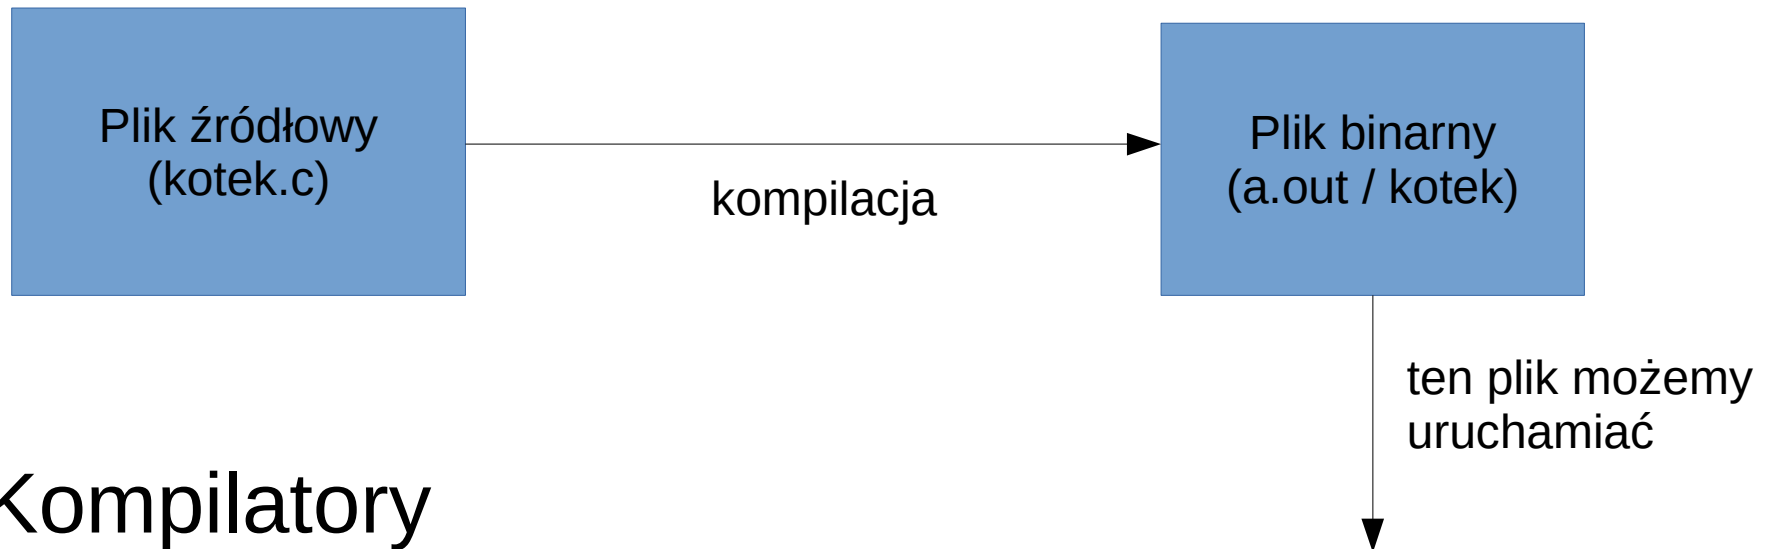 Plik źródłowy
(kotek.c)
kompilacja
Plik binarny
(a.out / kotek)
ten plik możemy
uruchamiać
Kompilatory